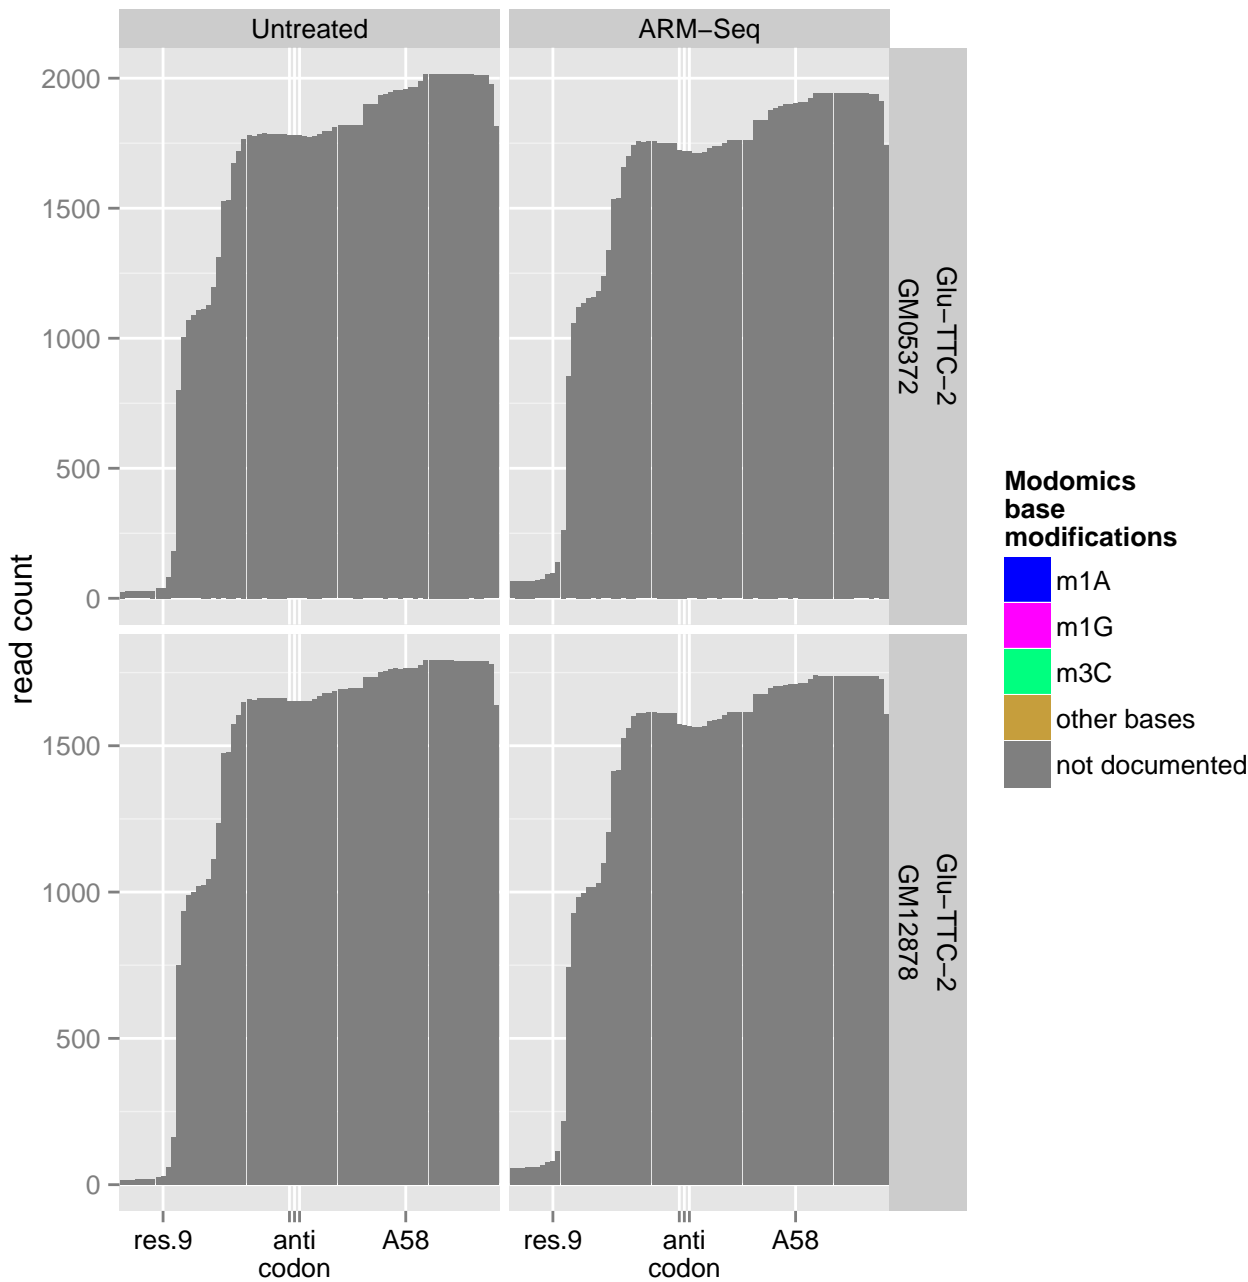 Untreated
ARM−Seq
2000
1500
1000
500
0
Glu−TTC−2
GM05372
1500
1000
500
0
Glu−TTC−2
GM12878
read count
res.9
anti
codon
A58
res.9
anti
codon
A58
Modomics
base
modifications
m1A
m1G
m3C
other bases
not documented